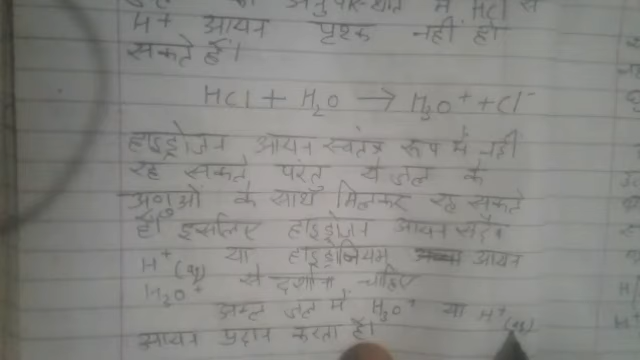 की अनुपस्थिति में HCl से
H⁺ आयन पृथक नहीं हो
सकते हैं।
HCl + H₂O → H₃O⁺ + Cl⁻
हाइड्रोजन आयन स्वतंत्र रूप में नहीं
रह सकते परंतु ये जल के
अणुओं के साथ मिलकर रह सकते
हैं। इसलिए हाइड्रोजन आयन सदैव
H⁺(aq) या हाइड्रोनियम आयन
H₃O⁺ से दर्शाना चाहिए
अम्ल जल में H₃O⁺ या H⁺(aq)
आयन प्रदान करता है।